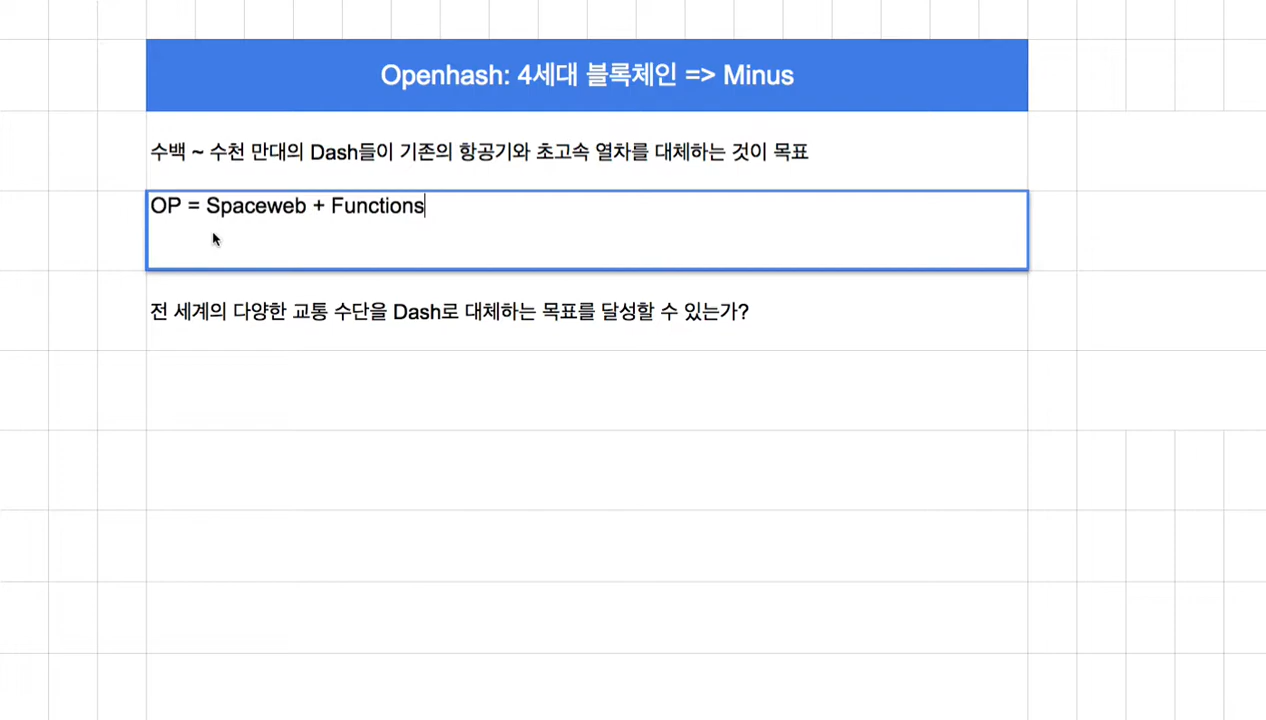 Openhash: 4세대 블록체인 => Minus
수백 ~ 수천 만대의 Dash들이 기존의 항공기와 초고속 열차를 대체하는 것이 목표
OP = Spaceweb + Functions
전 세계의 다양한 교통 수단을 Dash로 대체하는 목표를 달성할 수 있는가?